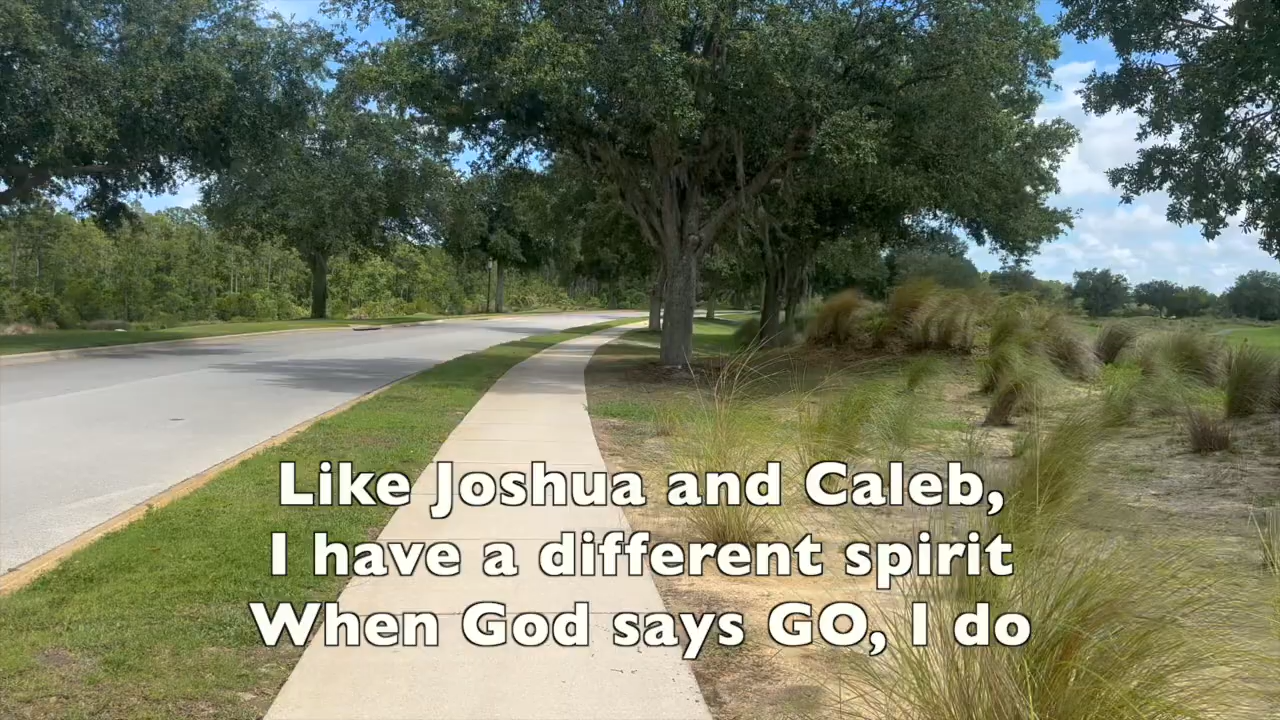 Like Joshua and Caleb,
I have a different spirit
When God says GO, I do